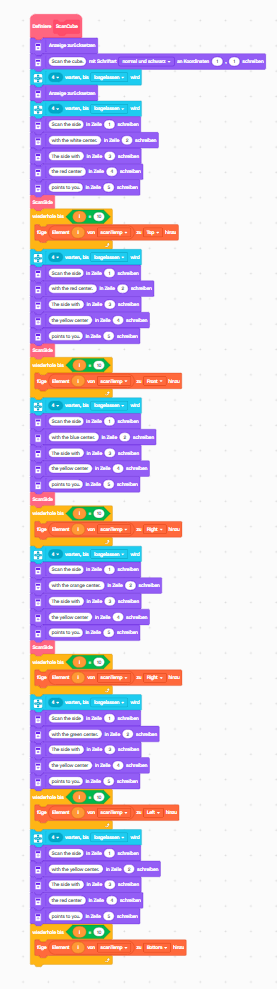 Definiere ScanCube
Anzeige zurücksetzen
Scan the cube. mit Schriftart normal und schwarz an Koordinaten 1 , 1 schreiben
warten, bis losgelassen wird
Anzeige zurücksetzen
warten, bis losgelassen wird
Scan the side in Zeile 1 schreiben
with the white center. in Zeile 2 schreiben
The side with in Zeile 3 schreiben
the red center in Zeile 4 schreiben
points to you. in Zeile 5 schreiben
ScanSide
wiederhole bis
füge Element i von scanTemp zu Top hinzu
warten, bis losgelassen wird
Scan the side in Zeile 1 schreiben
with the red center. in Zeile 2 schreiben
The side with in Zeile 3 schreiben
the yellow center in Zeile 4 schreiben
points to you. in Zeile 5 schreiben
ScanSide
wiederhole bis
füge Element i von scanTemp zu Front hinzu
warten, bis losgelassen wird
Scan the side in Zeile 1 schreiben
with the blue center. in Zeile 2 schreiben
The side with in Zeile 3 schreiben
the yellow center in Zeile 4 schreiben
points to you. in Zeile 5 schreiben
ScanSide
wiederhole bis
füge Element i von scanTemp zu Right hinzu
warten, bis losgelassen wird
Scan the side in Zeile 1 schreiben
with the orange center. in Zeile 2 schreiben
The side with in Zeile 3 schreiben
the yellow center in Zeile 4 schreiben
points to you. in Zeile 5 schreiben
ScanSide
wiederhole bis
füge Element i von scanTemp zu Right hinzu
warten, bis losgelassen wird
Scan the side in Zeile 1 schreiben
with the green center. in Zeile 2 schreiben
The side with in Zeile 3 schreiben
the yellow center in Zeile 4 schreiben
points to you. in Zeile 5 schreiben
wiederhole bis
füge Element i von scanTemp zu Left hinzu
warten, bis losgelassen wird
Scan the side in Zeile 1 schreiben
with the yellow center. in Zeile 2 schreiben
The side with in Zeile 3 schreiben
the red center in Zeile 4 schreiben
points to you. in Zeile 5 schreiben
wiederhole bis
füge Element i von scanTemp zu Bottom hinzu